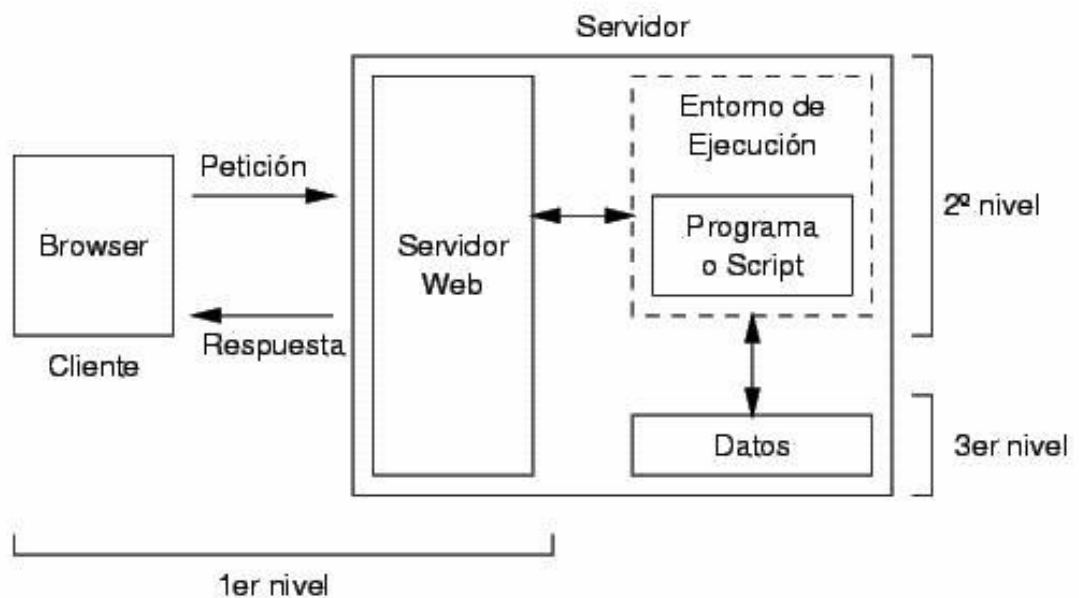 Servidor
Entorno de
Ejecución
Petición
2º nivel
Programa
o Script
Browser
Servidor
Web
Respuesta
Cliente
Datos
3er nivel
1er nivel